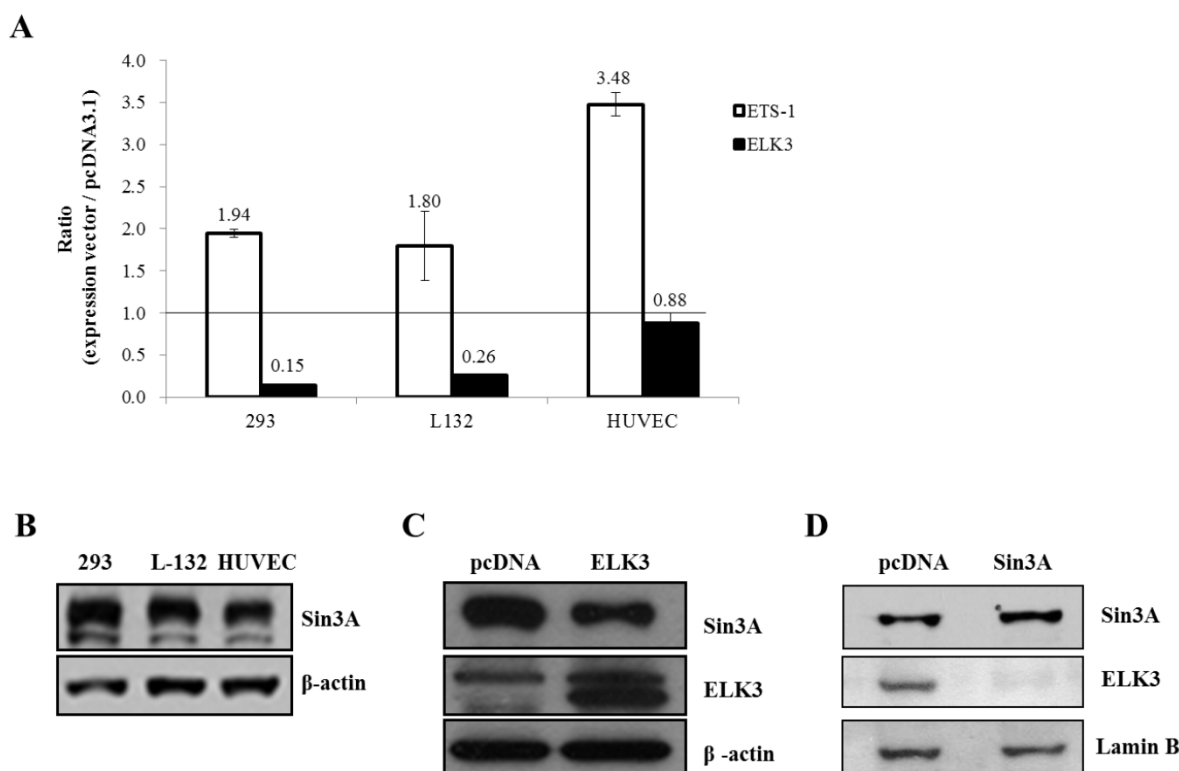 A
Ratio
(expression vector / pcDNA3.1)
4.0
3.5
3.0
2.5
2.0
1.5
1.0
0.5
0.0
1.94
0.15
1.80
0.26
3.48
0.88
293
L132
HUVEC
ETS-1
ELK3
B
293 L-132 HUVEC
Sin3A
β-actin
C
pcDNA ELK3
Sin3A
ELK3
β -actin
D
pcDNA Sin3A
Sin3A
ELK3
Lamin B